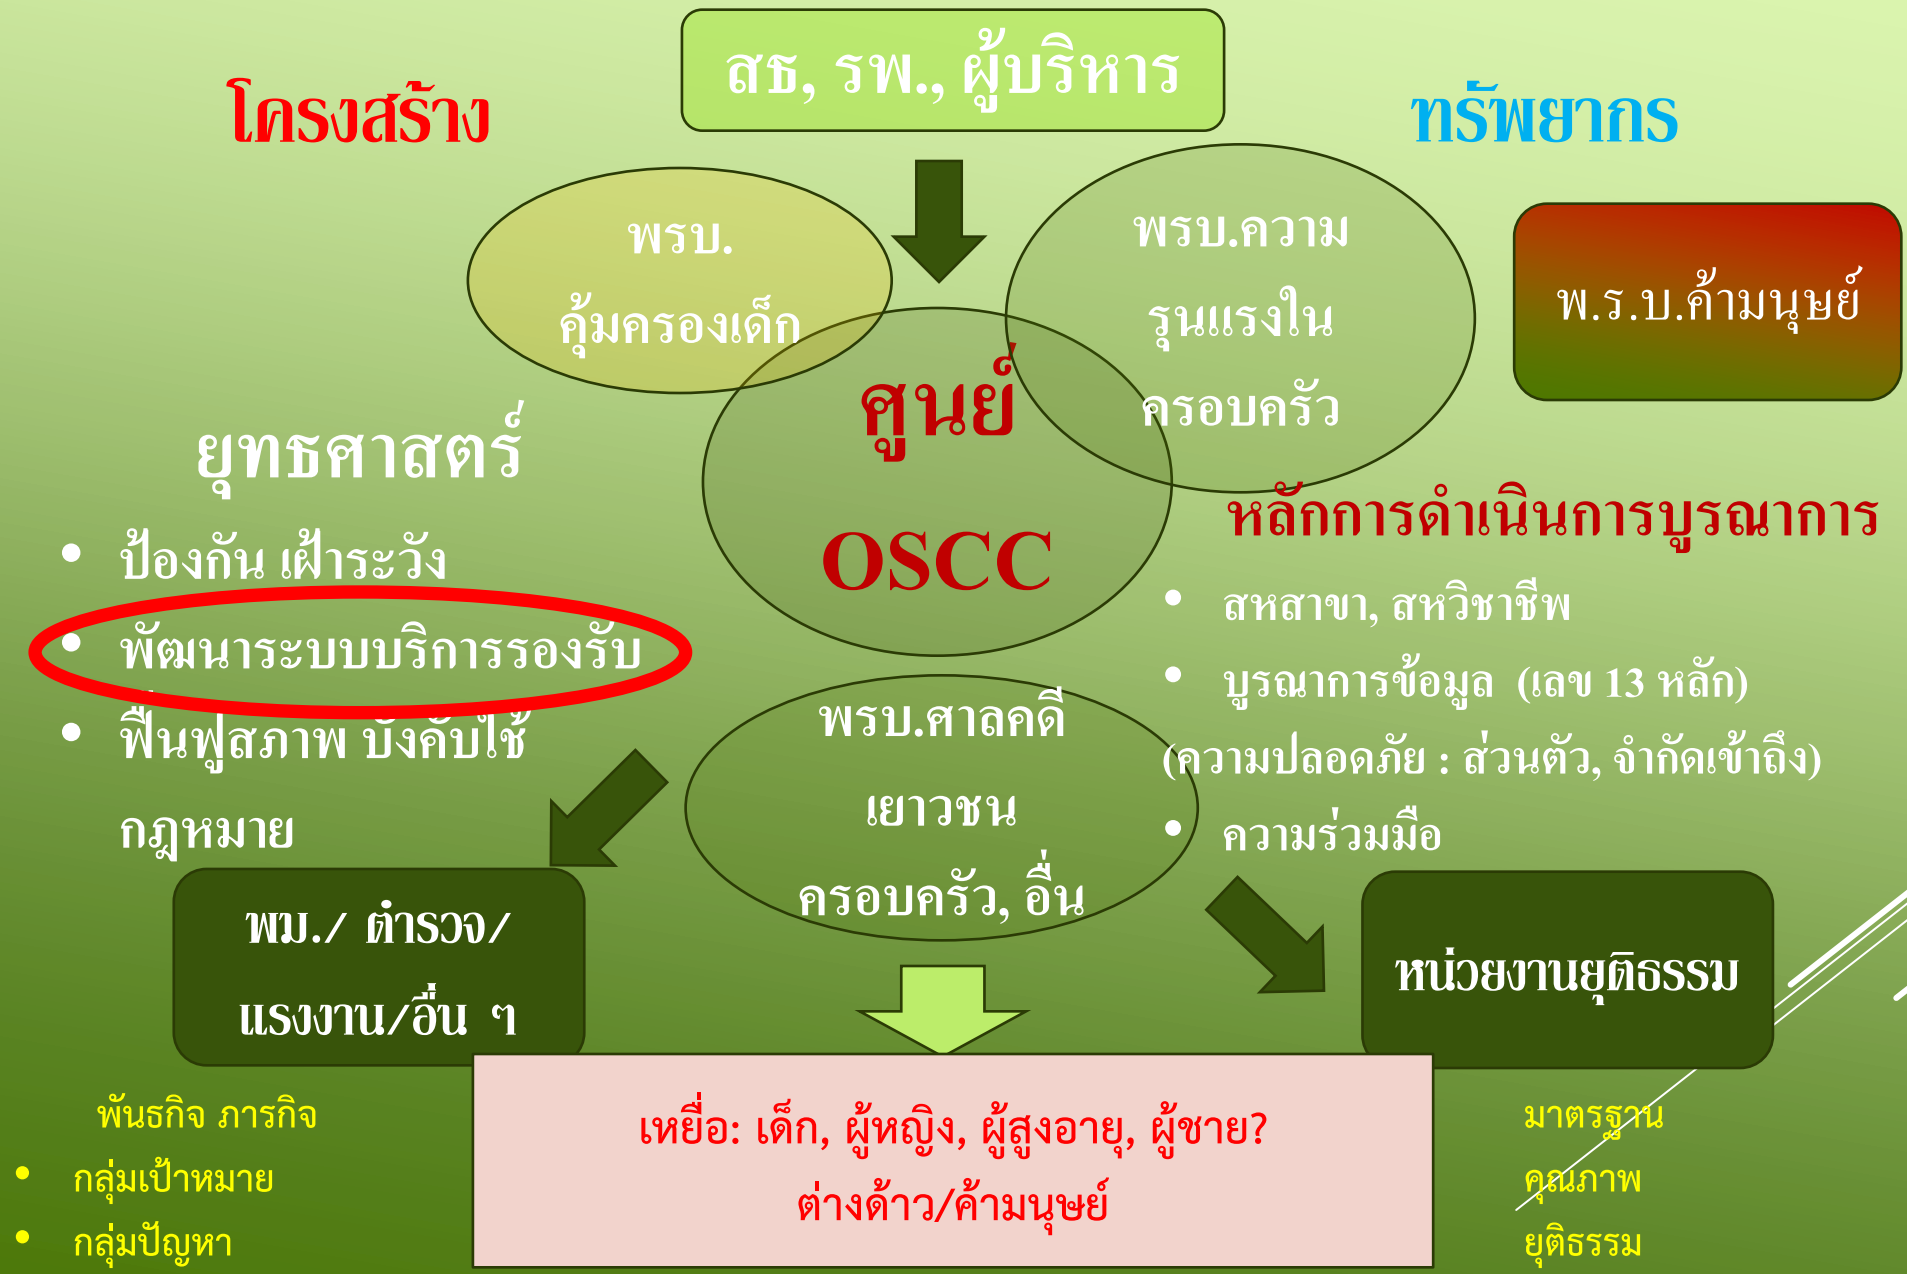 สธ, รพ., ผู้บริหาร
โครงสร้าง
ทรัพยากร
พรบ.
คุ้มครองเด็ก
พรบ.ความ
รุนแรงใน
ครอบครัว
พ.ร.บ.ค้ามนุษย์
ศูนย์
OSCC
ยุทธศาสตร์
• ป้องกัน เฝ้าระวัง
• พัฒนาระบบบริการรองรับ
• ฟื้นฟูสภาพ บังคับใช้
กฎหมาย
หลักการดำเนินการบูรณาการ
• สหสาขา, สหวิชาชีพ
• บูรณาการข้อมูล (เลข 13 หลัก)
(ความปลอดภัย : ส่วนตัว, จำกัดเข้าถึง)
• ความร่วมมือ
พรบ.ศาลคดี
เยาวชน
ครอบครัว, อื่น
พม./ ตำรวจ/
แรงงาน/อื่น ๆ
หน่วยงานยุติธรรม
เหยื่อ: เด็ก, ผู้หญิง, ผู้สูงอายุ, ผู้ชาย?
ต่างด้าว/ค้ามนุษย์
พันธกิจ ภารกิจ
• กลุ่มเป้าหมาย
• กลุ่มปัญหา
มาตรฐาน
คุณภาพ
ยุติธรรม